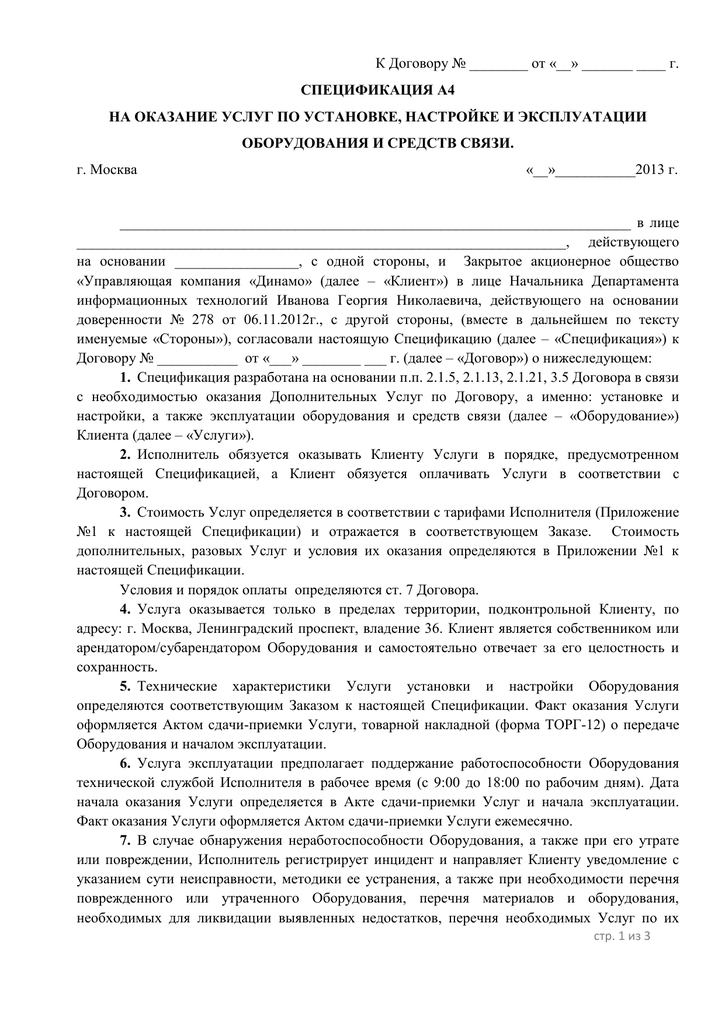 К Договору № ________ от «__» _______ ____ г.
СПЕЦИФИКАЦИЯ А4
НА ОКАЗАНИЕ УСЛУГ ПО УСТАНОВКЕ, НАСТРОЙКЕ И ЭКСПЛУАТАЦИИ
ОБОРУДОВАНИЯ И СРЕДСТВ СВЯЗИ.
г. Москва «__»___________2013 г.
______________________________________________________________________ в лице
___________________________________________________________________, действующего
на основании _________________, с одной стороны, и Закрытое акционерное общество
«Управляющая компания «Динамо» (далее – «Клиент») в лице Начальника Департамента
информационных технологий Иванова Георгия Николаевича, действующего на основании
доверенности № 278 от 06.11.2012г., с другой стороны, (вместе в дальнейшем по тексту
именуемые «Стороны»), согласовали настоящую Спецификацию (далее – «Спецификация») к
Договору № ___________ от «___» ________ ___ г. (далее – «Договор») о нижеследующем:
1. Спецификация разработана на основании п.п. 2.1.5, 2.1.13, 2.1.21, 3.5 Договора в связи
с необходимостью оказания Дополнительных Услуг по Договору, а именно: установке и
настройки, а также эксплуатации оборудования и средств связи (далее – «Оборудование»)
Клиента (далее – «Услуги»).
2. Исполнитель обязуется оказывать Клиенту Услуги в порядке, предусмотренном
настоящей Спецификацией, а Клиент обязуется оплачивать Услуги в соответствии с
Договором.
3. Стоимость Услуг определяется в соответствии с тарифами Исполнителя (Приложение
№1 к настоящей Спецификации) и отражается в соответствующем Заказе. Стоимость
дополнительных, разовых Услуг и условия их оказания определяются в Приложении №1 к
настоящей Спецификации.
Условия и порядок оплаты определяются ст. 7 Договора.
4. Услуга оказывается только в пределах территории, подконтрольной Клиенту, по
адресу: г. Москва, Ленинградский проспект, владение 36. Клиент является собственником или
арендатором/субарендатором Оборудования и самостоятельно отвечает за его целостность и
сохранность.
5. Технические характеристики Услуги установки и настройки Оборудования
определяются соответствующим Заказом к настоящей Спецификации. Факт оказания Услуги
оформляется Актом сдачи-приемки Услуги, товарной накладной (форма ТОРГ-12) о передаче
Оборудования и началом эксплуатации.
6. Услуга эксплуатации предполагает поддержание работоспособности Оборудования
технической службой Исполнителя в рабочее время (с 9:00 до 18:00 по рабочим дням). Дата
начала оказания Услуги определяется в Акте сдачи-приемки Услуг и начала эксплуатации.
Факт оказания Услуги оформляется Актом сдачи-приемки Услуги ежемесячно.
7. В случае обнаружения неработоспособности Оборудования, а также при его утрате
или повреждении, Исполнитель регистрирует инцидент и направляет Клиенту уведомление с
указанием сути неисправности, методики ее устранения, а также при необходимости перечня
поврежденного или утраченного Оборудования, перечня материалов и оборудования,
необходимых для ликвидации выявленных недостатков, перечня необходимых Услуг по их
стр. 1 из 3